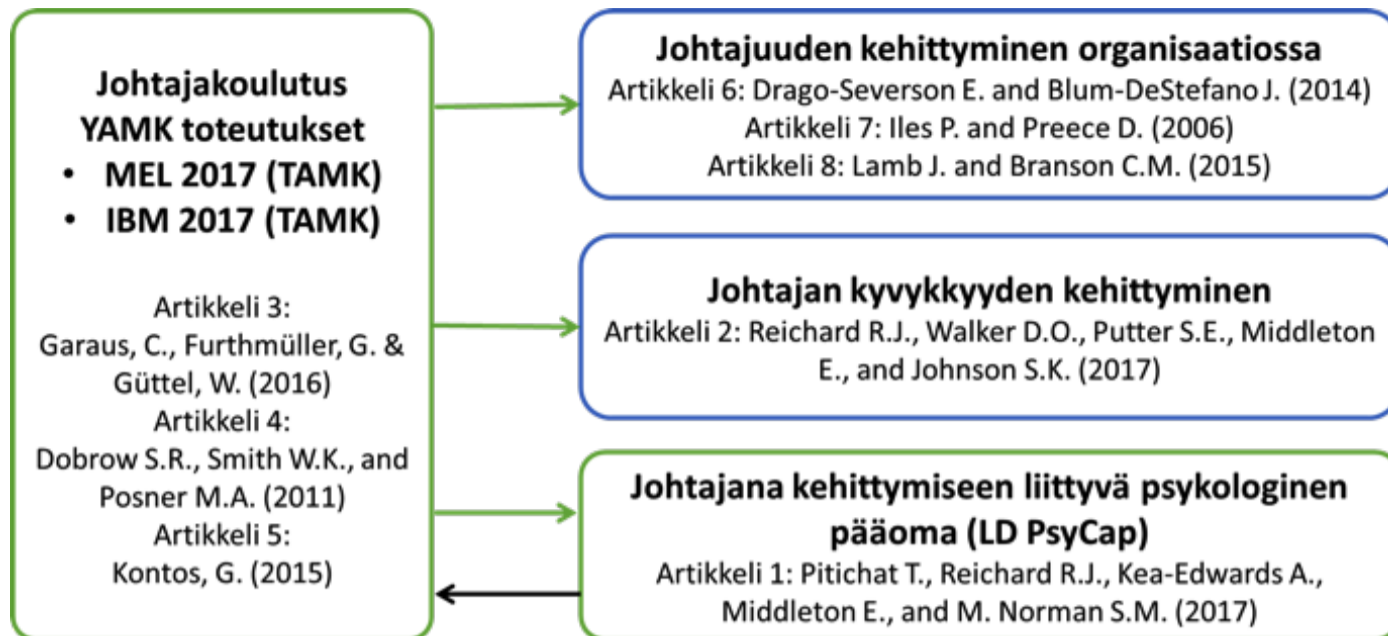 Johtajakoulutus
YAMK toteutukset
• MEL 2017 (TAMK)
• IBM 2017 (TAMK)
Artikkeli 3:
Garaus, C., Furthmüller, G. &
Güttel, W. (2016)
Artikkeli 4:
Dobrow S.R., Smith W.K., and
Posner M.A. (2011)
Artikkeli 5:
Kontos, G. (2015)
Johtajuuden kehittyminen organisaatiossa
Artikkeli 6: Drago-Severson E. and Blum-DeStefano J. (2014)
Artikkeli 7: Iles P. and Preece D. (2006)
Artikkeli 8: Lamb J. and Branson C.M. (2015)
Johtajan kyvykkyyden kehittyminen
Artikkeli 2: Reichard R.J., Walker D.O., Putter S.E., Middleton
E., and Johnson S.K. (2017)
Johtajana kehittymiseen liittyvä psykologinen
pääoma (LD PsyCap)
Artikkeli 1: Pitichat T., Reichard R.J., Kea-Edwards A.,
Middleton E., and M. Norman S.M. (2017)